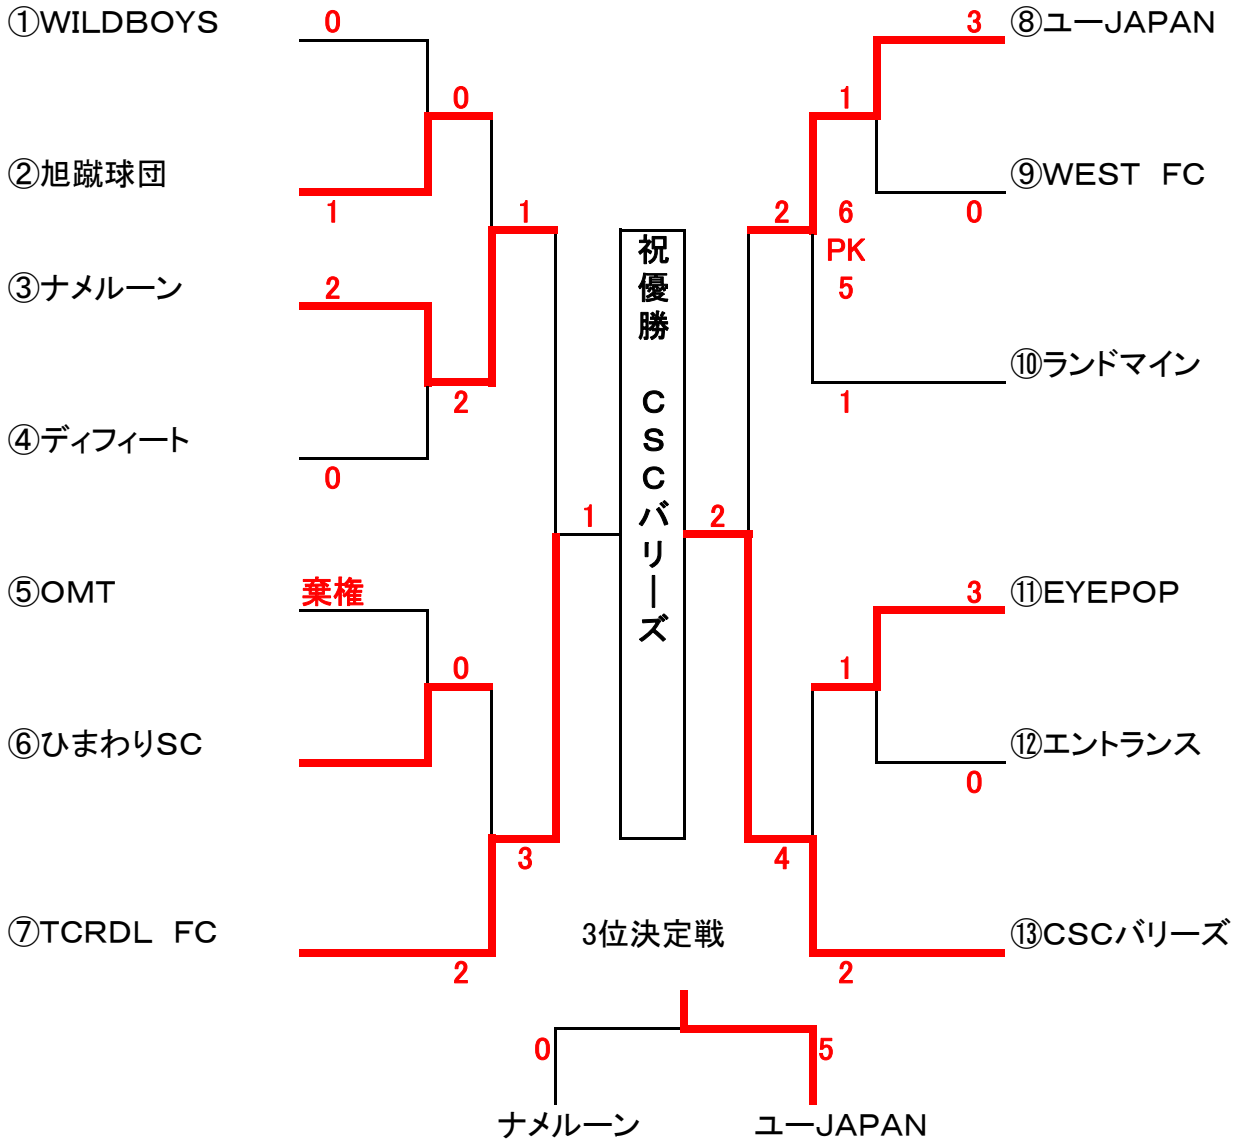 ①WILDBOYS 0 3 ⑧ユーJAPAN
0 1
②旭蹴球団 ⑨WEST FC
1 1 2 6 0
PK
③ナメルーン 2 5
⑩ランドマイン
2 1
④ディフィート
0
祝優勝 CSCバリーズ
1 2
⑤OMT 棄権 3 ⑪EYEPOP
0 1
⑥ひまわりSC ⑫エントランス
0
3 4
⑦TCRDL FC 3位決定戦 ⑬CSCバリーズ
2 2
0 5
ナメルーン ユーJAPAN